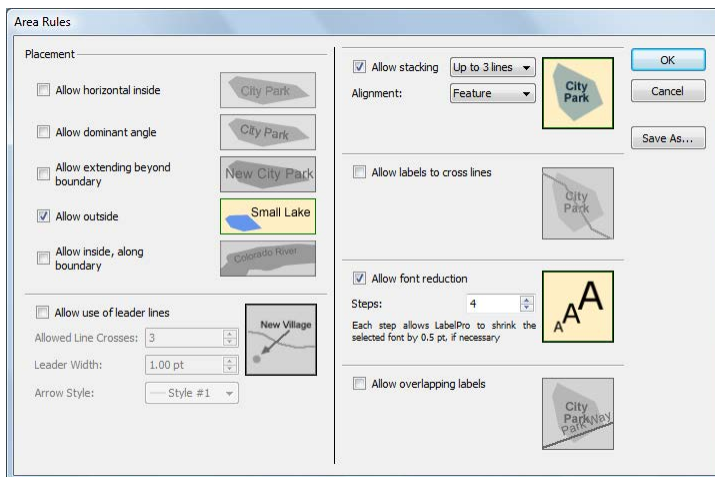 Area Rules
Placement
Allow horizontal inside
City Park
Allow dominant angle
City Park
Allow extending beyond
boundary
New City Park
Allow outside
Small Lake
Allow inside, along
boundary
Colorado River
Allow use of leader lines
New Village
Allowed Line Crosses: 3
Leader Width: 1.00 pt
Arrow Style: Style #1
Allow stacking Up to 3 lines
Alignment: Feature
City
Park
Allow labels to cross lines
City
Park
Allow font reduction
Steps: 4
Each step allows LabelPro to shrink the
selected font by 0.5 pt, if necessary
A A A
Allow overlapping labels
City
Park
Park Way
OK
Cancel
Save As...